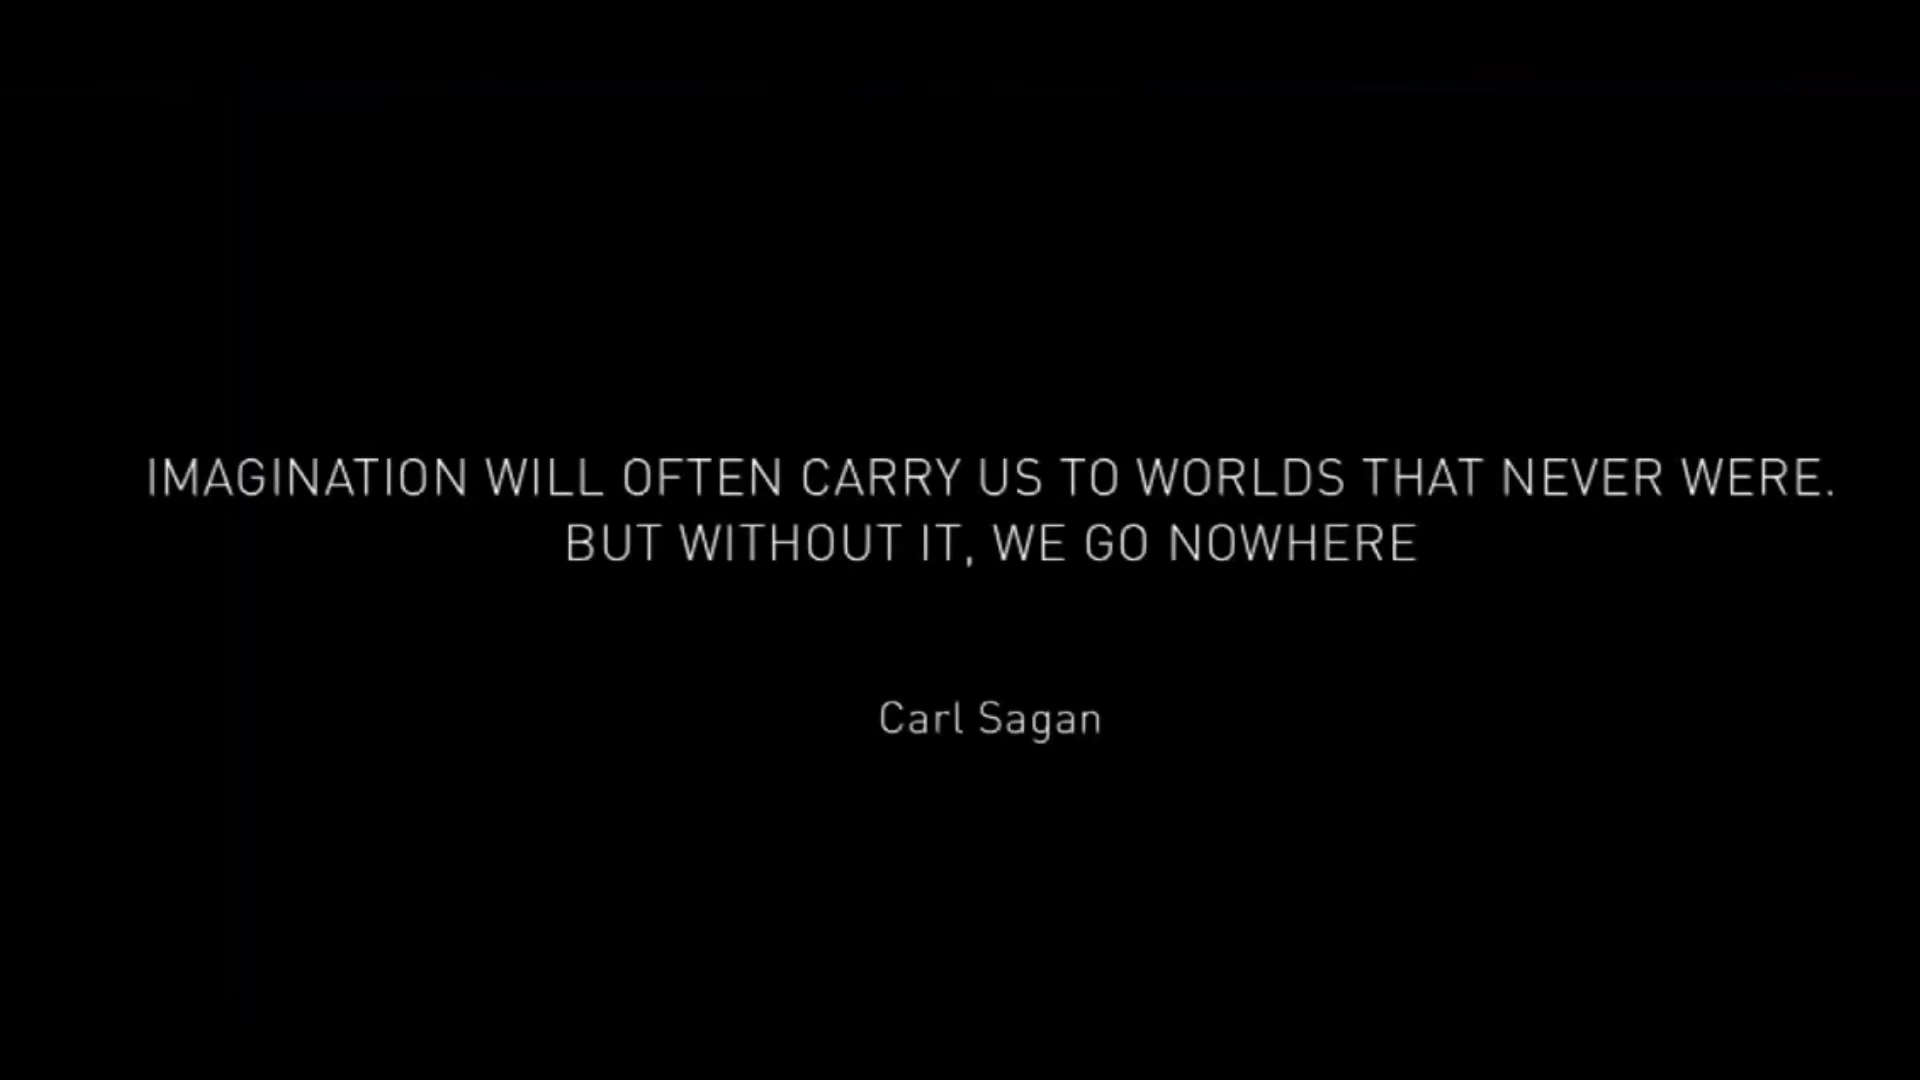 IMAGINATION WILL OFTEN CARRY US TO WORLDS THAT NEVER WERE.
BUT WITHOUT IT, WE GO NOWHERE
Carl Sagan